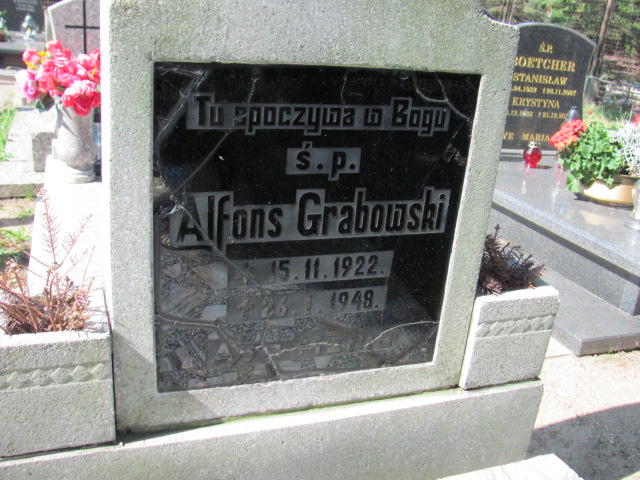 Tu spoczywa w Bogu
ś.p.
Alfons Grabowski
* 15.11.1922.
1948.
Ś.P.
BOETCHER
STANISŁAW
KRYSTYNA